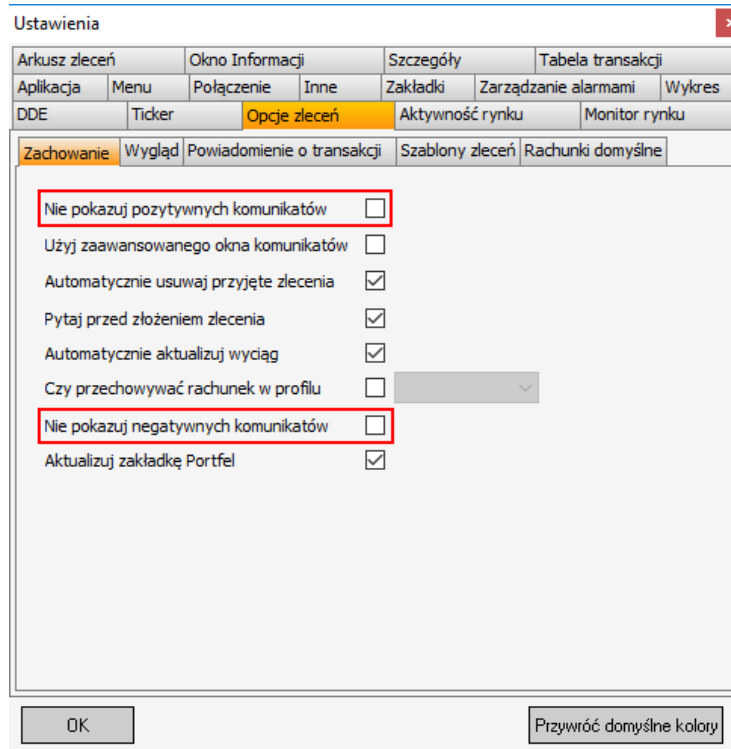 Ustawienia
Arkusz zleceń Okno Informacji Szczegóły Tabela transakcji
Aplikacja Menu Połączenie Inne Zakładki Zarządzanie alarmami Wykres
DDE Ticker Opcje zleceń Aktywność rynku Monitor rynku
Zachowanie Wygląd Powiadomienie o transakcji Szablony zleceń Rachunki domyślne
Nie pokazuj pozytywnych komunikatów
Użyj zaawansowanego okna komunikatów
Automatycznie usuwaj przyjęte zlecenia
Pytaj przed złożeniem zlecenia
Automatycznie aktualizuj wyciąg
Czy przechowywać rachunek w profilu
Nie pokazuj negatywnych komunikatów
Aktualizuj zakładkę Portfel
OK Przywróć domyślne kolory